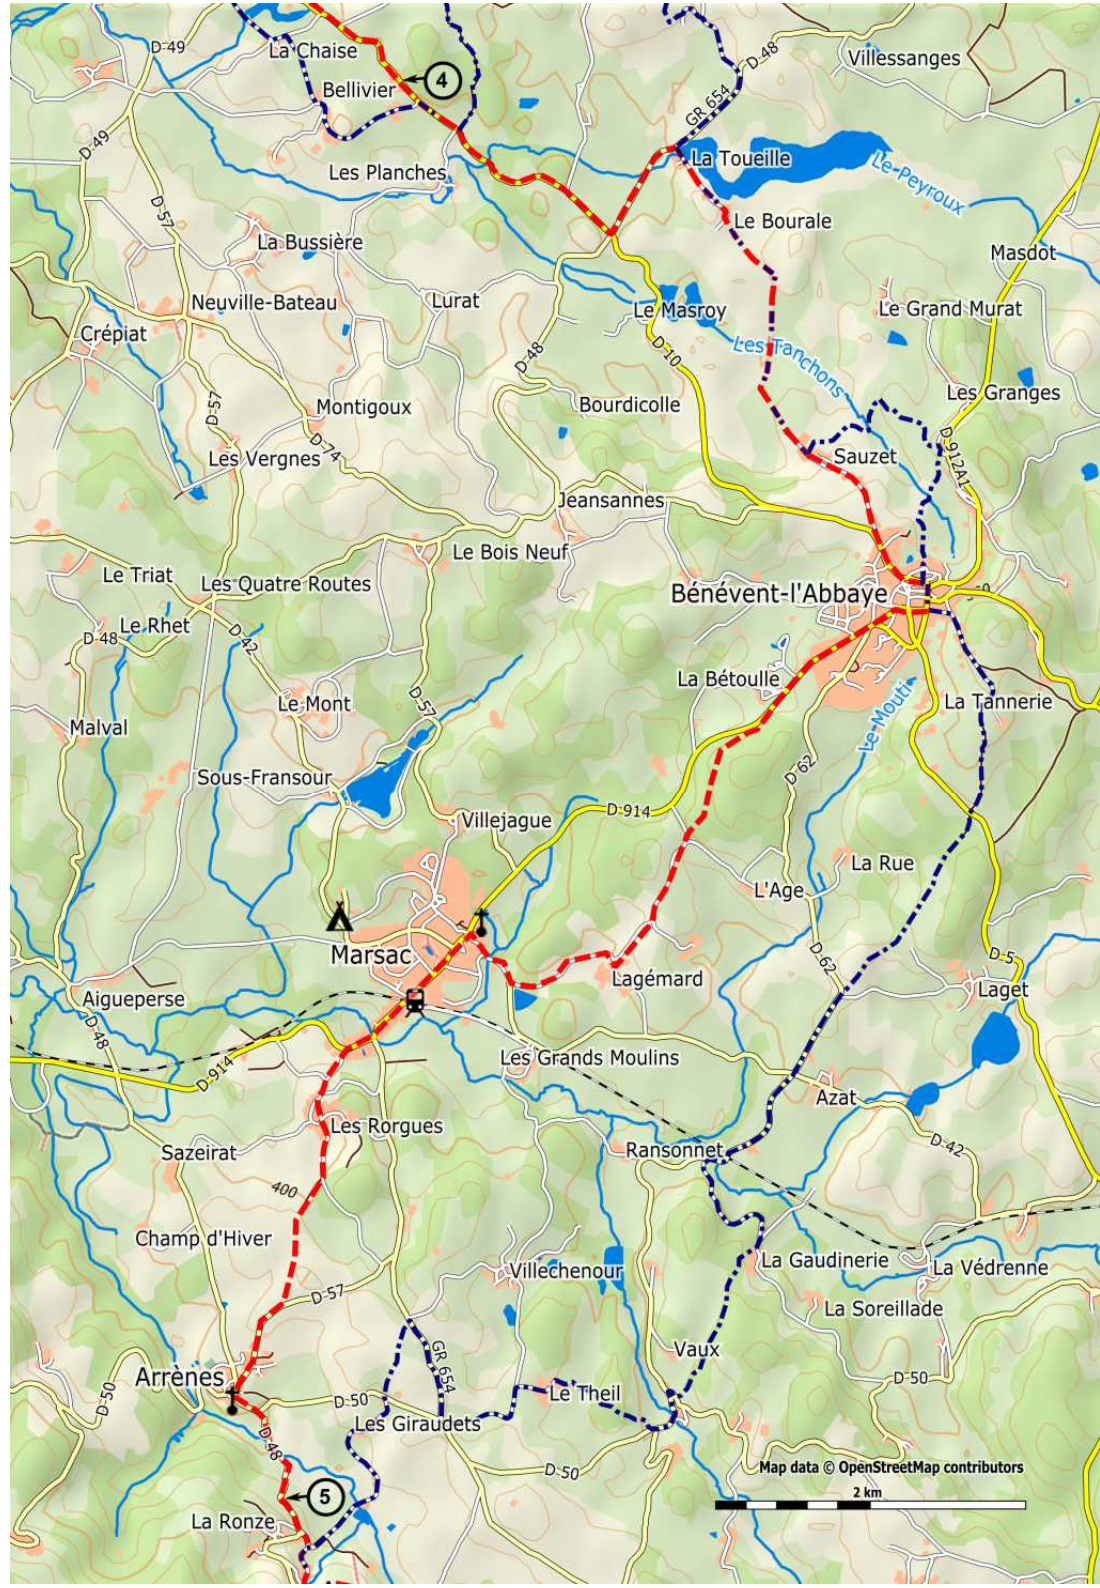 D-49
La Chaise
D-48
Villessanges
Bellivier
4
GR 654
D-49
La Toueille
Les Planches
Le Peyroux
D-57
Le Bourale
La Bussière
Masdot
Neuville-Bateau
Lurat
Le Masroy
Le Grand Murat
Crépiat
Les Tanchons
D-48
D-10
D-57
Montigoux
Bourdicolle
Les Granges
D-74
Les Vergnes
Sauzet
D 912A1
Jeansannes
Le Bois Neuf
Le Triat
Les Quatre Routes
Bénévent-l'Abbaye
Le Rhet
D-48
D-42
La Bétoulle
Le Mont
D-57
Le Mouti
La Tannerie
Malval
Sous-Fransour
D-62
D 914
Villejague
La Rue
L'Age
Marsac
D-5
D-62
Lagémard
Laget
Aigueperse
D-48
Les Grands Moulins
D-914
Azat
Les Rorgues
D-42
Sazeirat
Ransonnet
400
Champ d'Hiver
La Gaudinerie
La Védrenne
Villechenour
D-57
La Soreillade
GR 654
Vaux
Arrènes
D-50
D-50
D-50
Le Theil
Les Giraudets
D-48
D-50
Map data © OpenStreetMap contributors
2 km
5
La Ronze